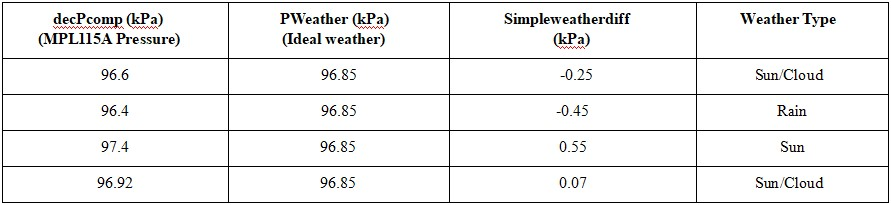 decPcomp (kPa) PWeather (kPa) Simpleweatherdiff Weather Type
(MPL115A Pressure) (Ideal weather) (kPa)
96.6 96.85 -0.25 Sun/Cloud
96.4 96.85 -0.45 Rain
97.4 96.85 0.55 Sun
96.92 96.85 0.07 Sun/Cloud